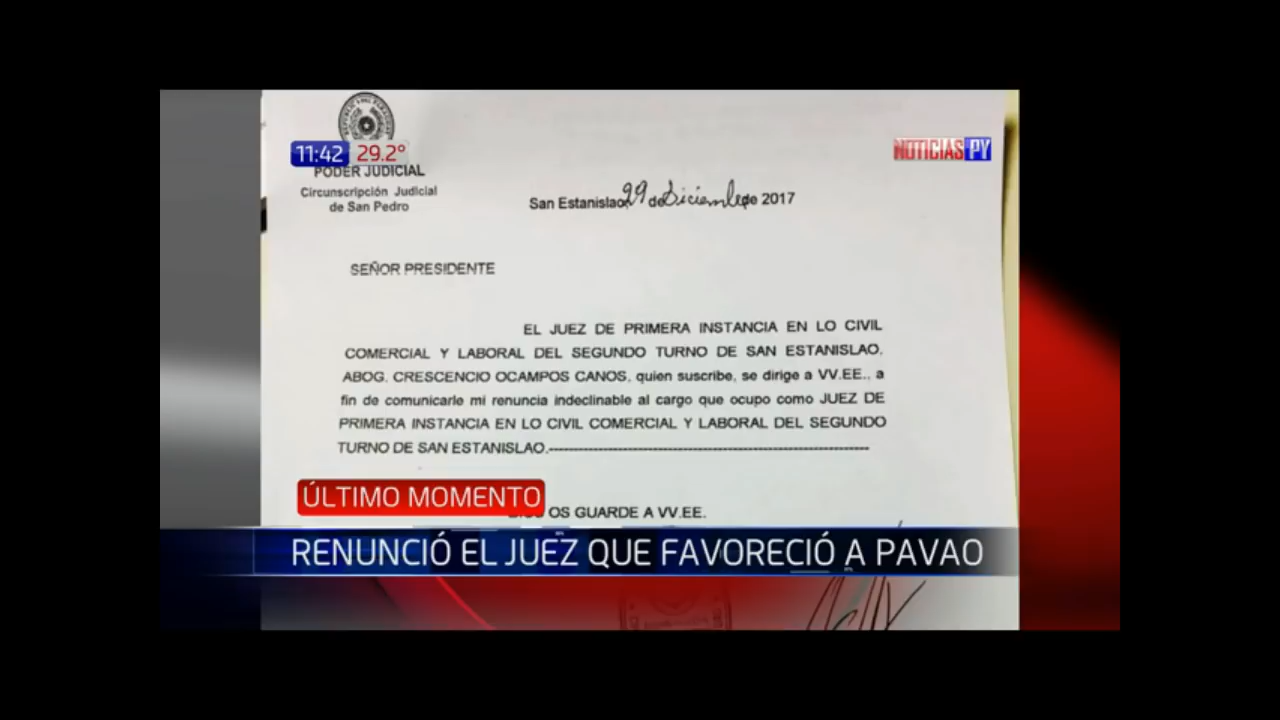 11:42 29.2°
NOTICIAS PY
PODER JUDICIAL
Circunscripción Judicial
de San Pedro
San Estanislao, 29 de Diciembre de 2017
SEÑOR PRESIDENTE
EL JUEZ DE PRIMERA INSTANCIA EN LO CIVIL
COMERCIAL Y LABORAL DEL SEGUNDO TURNO DE SAN ESTANISLAO,
ABOG. CRESCENCIO OCAMPOS CANOS, quien suscribe, se dirige a VV.EE., a
fin de comunicarle mi renuncia indeclinable al cargo que ocupo como JUEZ DE
PRIMERA INSTANCIA EN LO CIVIL COMERCIAL Y LABORAL DEL SEGUNDO
TURNO DE SAN ESTANISLAO.
ÚLTIMO MOMENTO
OS GUARDE A VV.EE.
RENUNCIÓ EL JUEZ QUE FAVORECIÓ A PAVAO